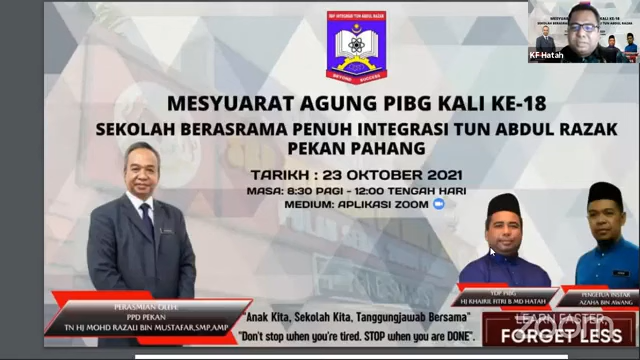 SBP INTEGRASI TUN ABDUL RAZAK
BEYOND SUCCESS
MESYUARAT AGUNG PIBG KALI KE-18
SEKOLAH BERASRAMA PENUH INTEGRASI TUN ABDUL RAZAK
PEKAN PAHANG
TARIKH : 23 OKTOBER 2021
MASA: 8:30 PAGI - 12:00 TENGAH HARI
MEDIUM: APLIKASI ZOOM
KF Hatah
PERASMIAN OLEH:
PPD PEKAN
TN HJ MOHD RAZALI BIN MUSTAFAR,SMP,AMP
"Anak Kita, Sekolah Kita, Tanggungjawab Bersama"
"Don't stop when you're tired. STOP when you are DONE".
YDP PIBG
HJ KHAIRIL FITRI B MD HATAH
PENGETUA INSTAR
AZAHA BIN AWANG
LEARN FASTER
FORGET LESS
zoom